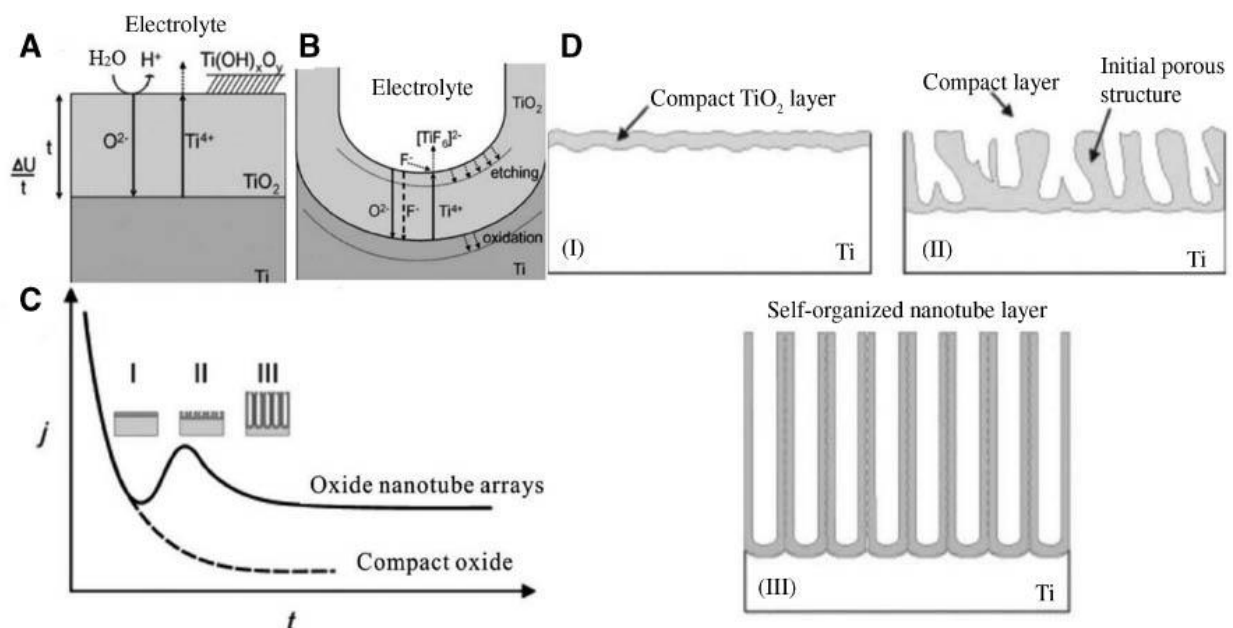 A
Electrolyte
H₂O
H⁺
Ti(OH)ₓOᵧ
t
ΔU
t
O²⁻
Ti⁴⁺
TiO₂
Ti
B
Electrolyte
TiO₂
[TiF₆]²⁻
F⁻
etching
O²⁻
F⁻
Ti⁴⁺
oxidation
Ti
C
I
II
III
j
Oxide nanotube arrays
Compact oxide
t
D
Compact TiO₂ layer
(I)
Ti
Compact layer
Initial porous
structure
(II)
Ti
Self-organized nanotube layer
(III)
Ti